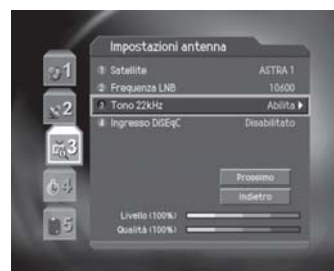 Impostazioni antenna
1
① Satellite ASTRA 1
② Frequenza LNB 10600
2
③ Tono 22kHz Abilita
④ Ingresso DiSEqC Disabilitato
3
Prossimo
4
Indietro
Livello (100%)
5
Qualità (100%)